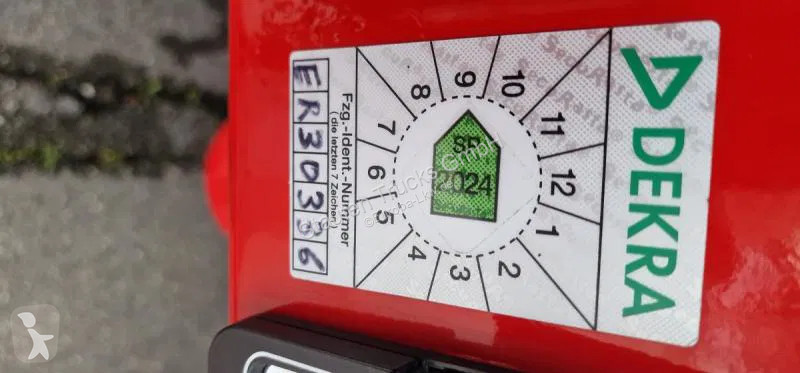 DEKRA
SecuRasta
10
11
12
1
2
3
4
5
6
7
8
9
SP
2024
Fzg.-Ident.-Nummer
(die letzten 7 Zeichen)
ER30336